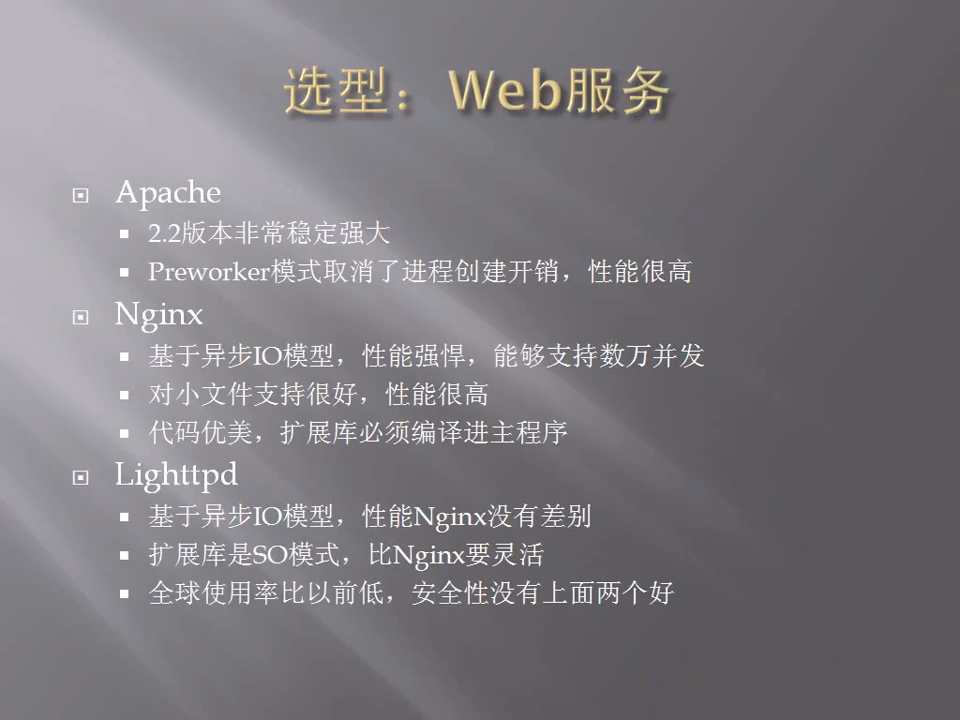 选型：Web服务
Apache
2.2版本非常稳定强大
Preworker模式取消了进程创建开销，性能很高
Nginx
基于异步IO模型，性能强悍，能够支持数万并发
对小文件支持很好，性能很高
代码优美，扩展库必须编译进主程序
Lighttpd
基于异步IO模型，性能Nginx没有差别
扩展库是SO模式，比Nginx要灵活
全球使用率比以前低，安全性没有上面两个好